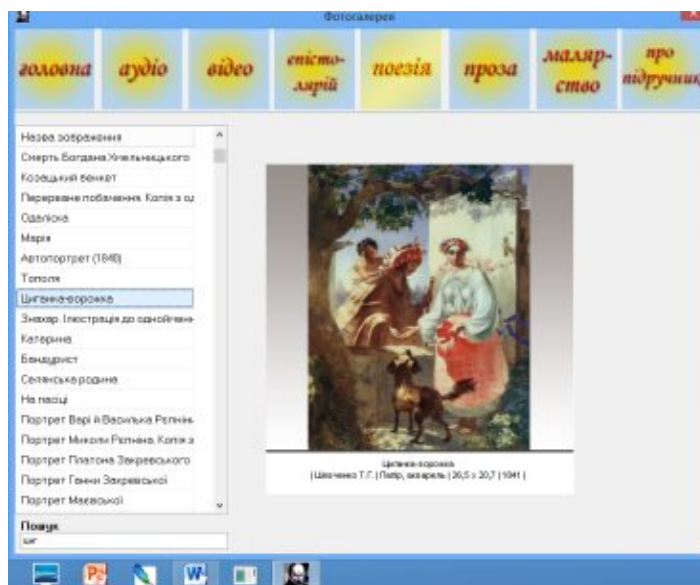 Фотогалерея
головна
аудіо
відео
епісто-
лярій
поезія
проза
маляр-
ство
про
підручник
Назва зображення
Смерть Богдана Хмельницького
Козацький бенкет
Перерване побачення. Копія з од
Одаліска
Марія
Автопортрет (1840)
Тополя
Циганка-ворожка
Знахар. Ілюстрація до однойменн
Катерина
Бандурист
Селянська родина
На пасіці
Портрет Варі й Василька Рєпніни
Портрет Миколи Рєпніна. Копія з
Портрет Платона Закревського
Портрет Ганни Закревської
Портрет Маєвської
Циганка-ворожка
( Шевченко Т.Г. | Папір, акварель | 26,5 x 20,7 | 1841 )
Пошук
циг